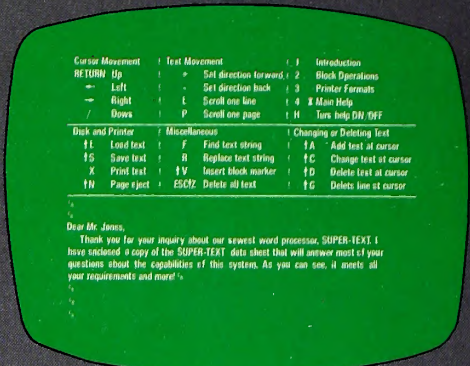 Cursor Movement ! Text Movement ! 1 Introduction
RETURN Up ! + Set direction forward ! 2 Block Operations
← Left ! - Set direction back ! 3 Printer Formats
→ Right ! L Scroll one line ! 4 Main Help
/ Down ! P Scroll one page ! H Turs help ON/OFF
Disk and Printer ! Miscellaneous ! Changing or Deleting Text
↑L Load text ! F Find text string ! ↑A Add text at cursor
↑S Save text ! R Replace text string ! ↑C Change text at cursor
X Print text ! ↑V Insert block marker ! ↑D Delete text at cursor
↑N Page eject ! ESC↑Z Delete all text ! ↑G Deletes line at cursor
Dear Mr. Jones,
Thank you for your inquiry about our newest word processor, SUPER-TEXT. I
have enclosed a copy of the SUPER-TEXT data sheet that will answer most of your
questions about the capabilities of this system. As you can see, it meets all
your requirements and more!